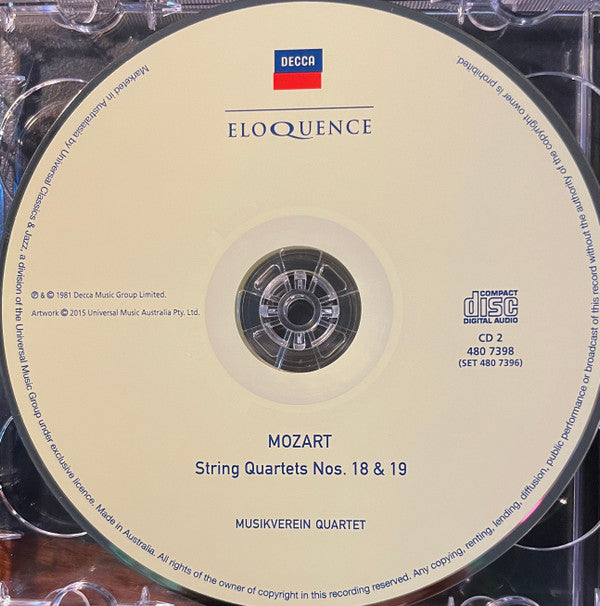 DECCA
ELOQUENCE
℗ & © 1981 Decca Music Group Limited.
Artwork © 2015 Universal Music Australia Pty. Ltd.
COMPACT
disc
DIGITAL AUDIO
CD 2
480 7398
(SET 480 7396)
MOZART
String Quartets Nos. 18 & 19
MUSIKVEREIN QUARTET
Marketed in Australasia by Universal Classics & Jazz, a division of the Universal Music Group under exclusive licence. Made in Australia. All rights of the owner of copyright in this recording reserved. Any copying, renting, lending, diffusion, public performance or broadcast of this record without the authority of the copyright owner is prohibited.